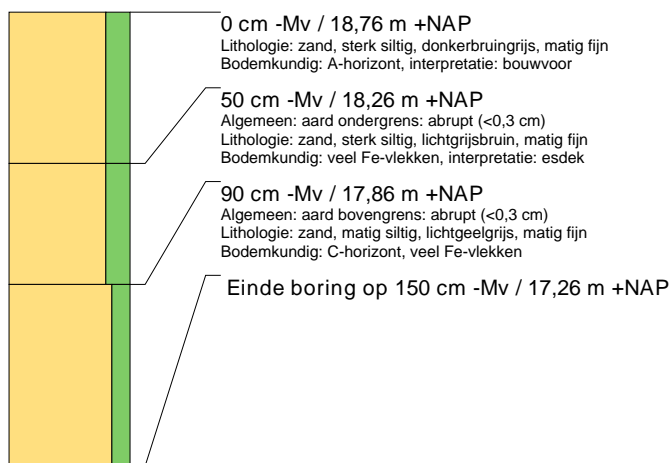 0 cm -Mv / 18,76 m +NAP
Lithologie: zand, sterk siltig, donkerbruingrijs, matig fijn
Bodemkundig: A-horizont, interpretatie: bouwvoor
50 cm -Mv / 18,26 m +NAP
Algemeen: aard ondergrens: abrupt (<0,3 cm)
Lithologie: zand, sterk siltig, lichtgrijsbruin, matig fijn
Bodemkundig: veel Fe-vlekken, interpretatie: esdek
90 cm -Mv / 17,86 m +NAP
Algemeen: aard bovengrens: abrupt (<0,3 cm)
Lithologie: zand, matig siltig, lichtgeelgrijs, matig fijn
Bodemkundig: C-horizont, veel Fe-vlekken
Einde boring op 150 cm -Mv / 17,26 m +NAP